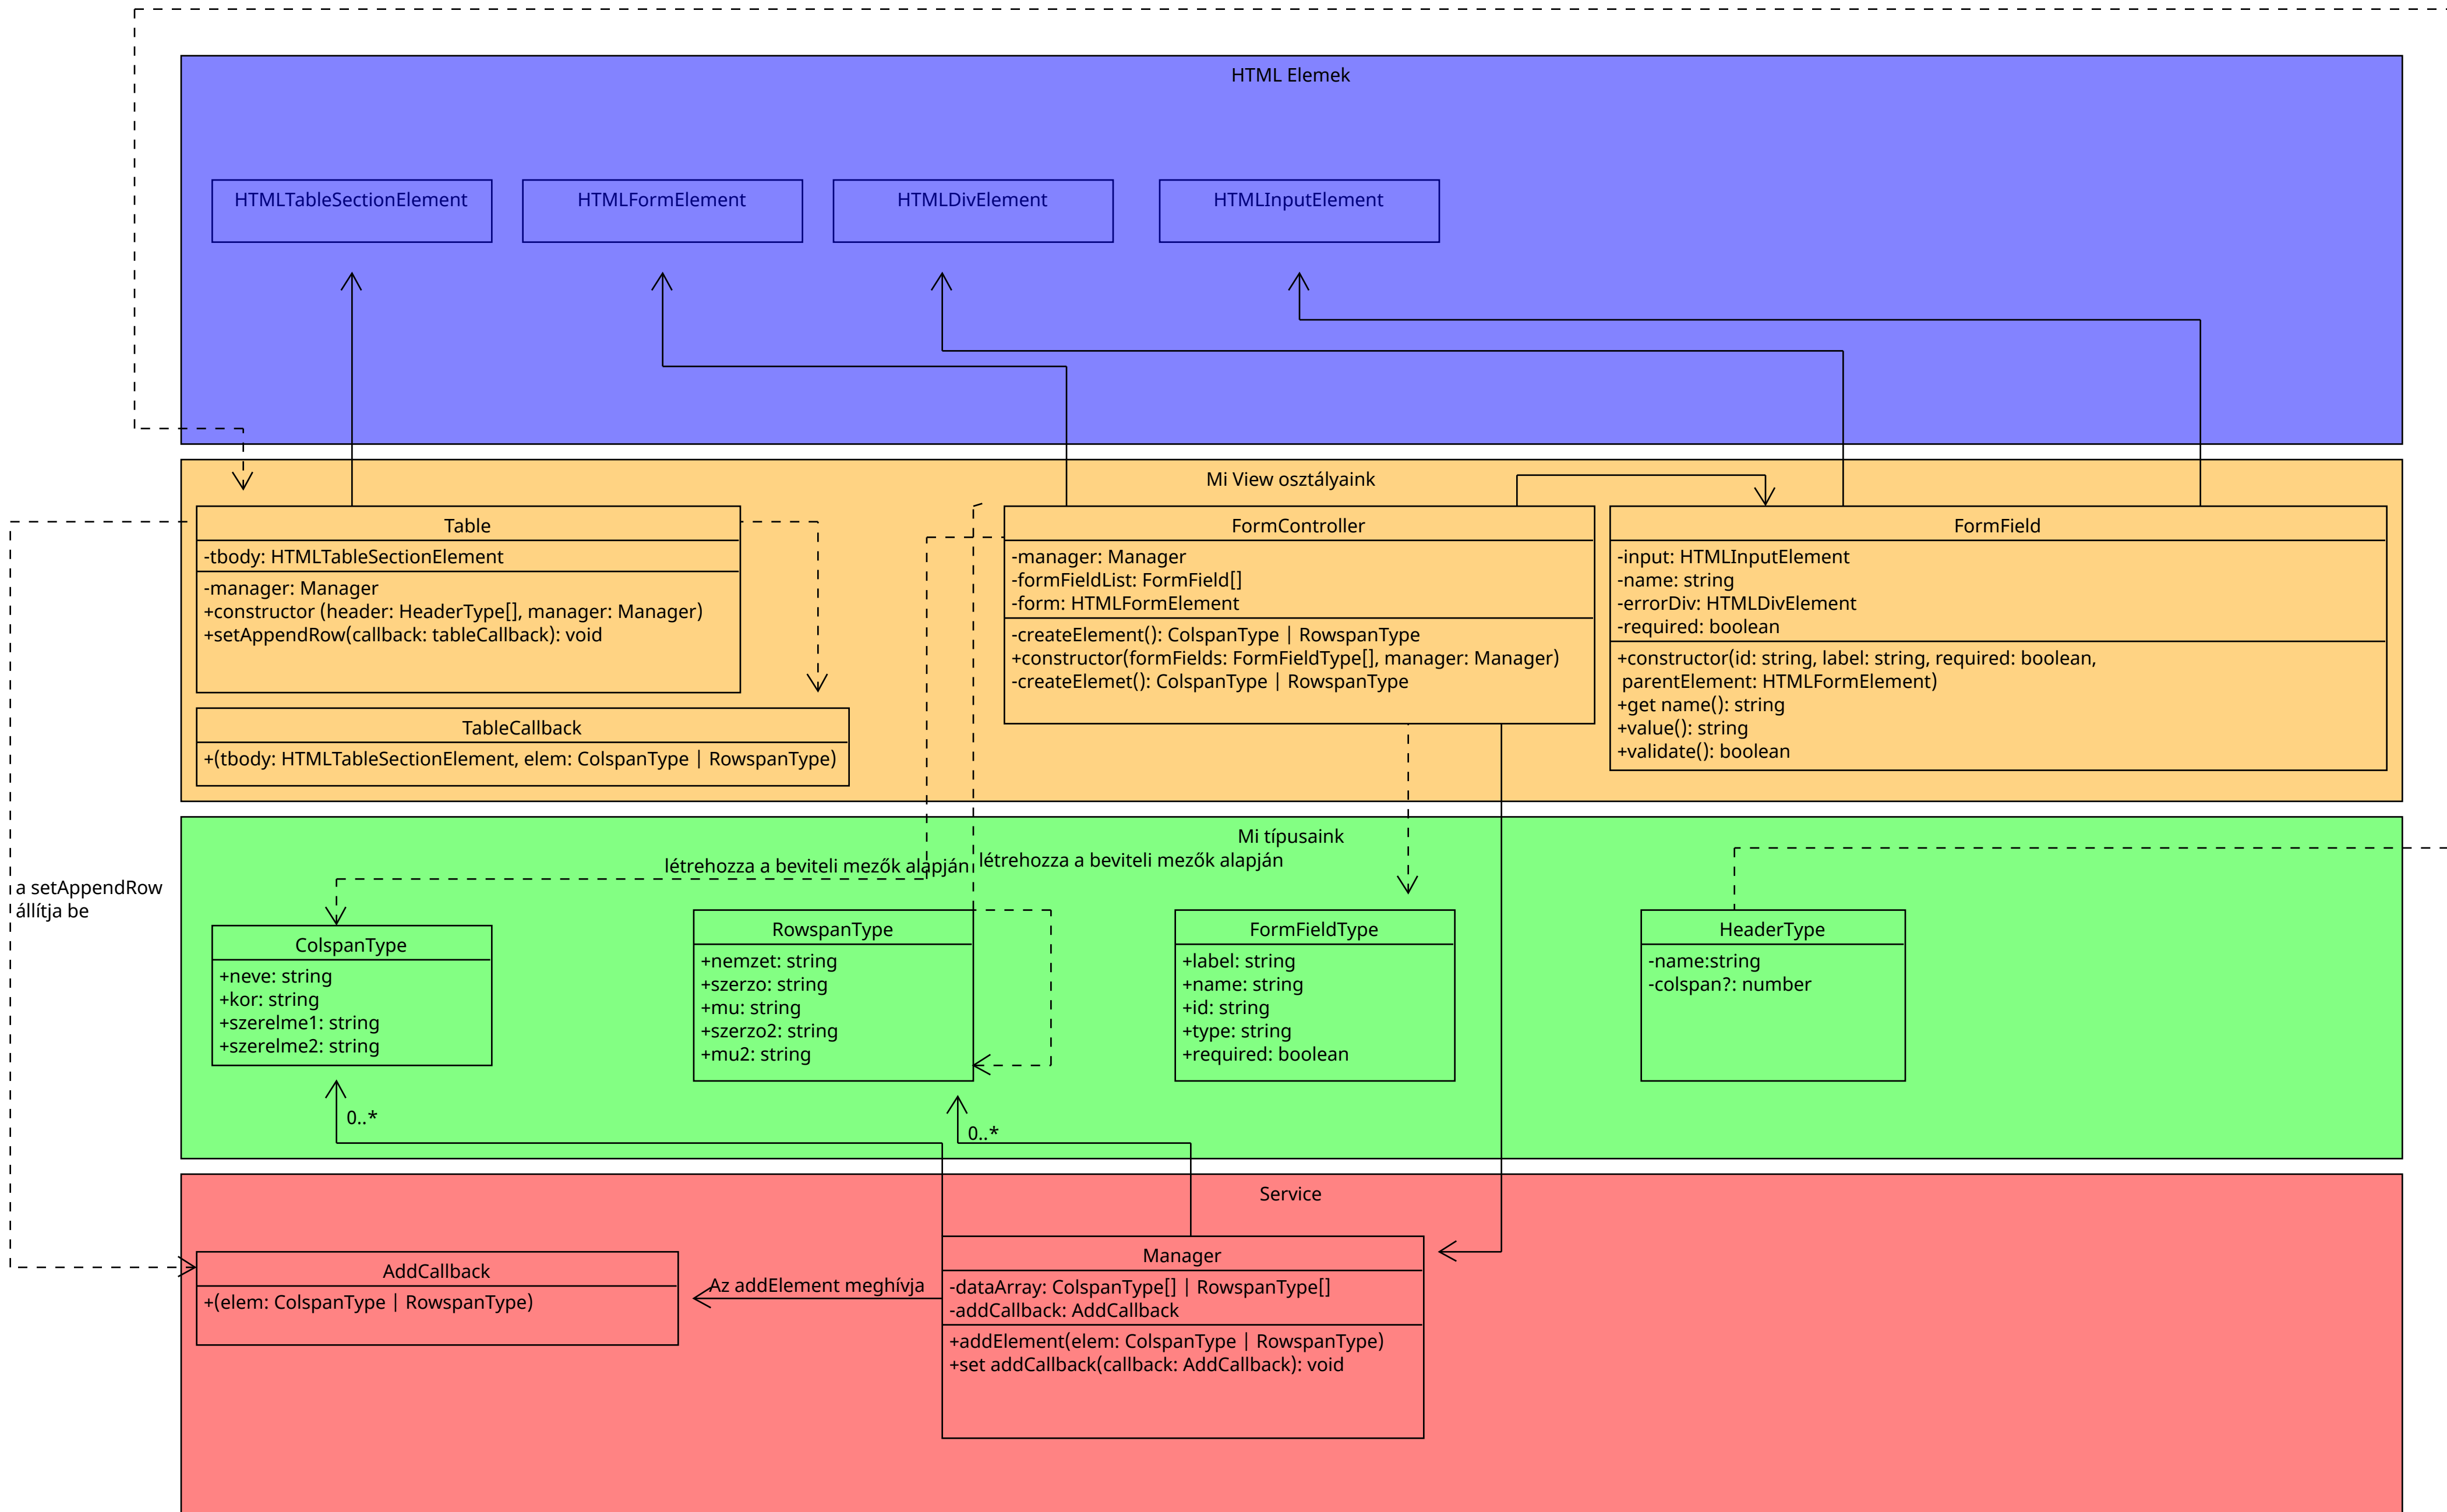 HTML Elemek
HTMLTableSectionElement
HTMLFormElement
HTMLDivElement
HTMLInputElement
Mi View osztályaink
Table
-tbody: HTMLTableSectionElement
-manager: Manager
+constructor (header: HeaderType[], manager: Manager)
+setAppendRow(callback: tableCallback): void
TableCallback
+(tbody: HTMLTableSectionElement, elem: ColspanType | RowspanType)
FormController
-manager: Manager
-formFieldList: FormField[]
-form: HTMLFormElement
-createElement(): ColspanType | RowspanType
+constructor(formFields: FormFieldType[], manager: Manager)
-createElemet(): ColspanType | RowspanType
FormField
-input: HTMLInputElement
-name: string
-errorDiv: HTMLDivElement
-required: boolean
+constructor(id: string, label: string, required: boolean,
parentElement: HTMLFormElement)
+get name(): string
+value(): string
+validate(): boolean
Mi típusaink
létrehozza a beviteli mezők alapján
létrehozza a beviteli mezők alapján
a setAppendRow
állítja be
ColspanType
+neve: string
+kor: string
+szerelme1: string
+szerelme2: string
RowspanType
+nemzet: string
+szerzo: string
+mu: string
+szerzo2: string
+mu2: string
FormFieldType
+label: string
+name: string
+id: string
+type: string
+required: boolean
HeaderType
-name:string
-colspan?: number
0..*
0..*
Service
AddCallback
+(elem: ColspanType | RowspanType)
Az addElement meghívja
Manager
-dataArray: ColspanType[] | RowspanType[]
-addCallback: AddCallback
+addElement(elem: ColspanType | RowspanType)
+set addCallback(callback: AddCallback): void